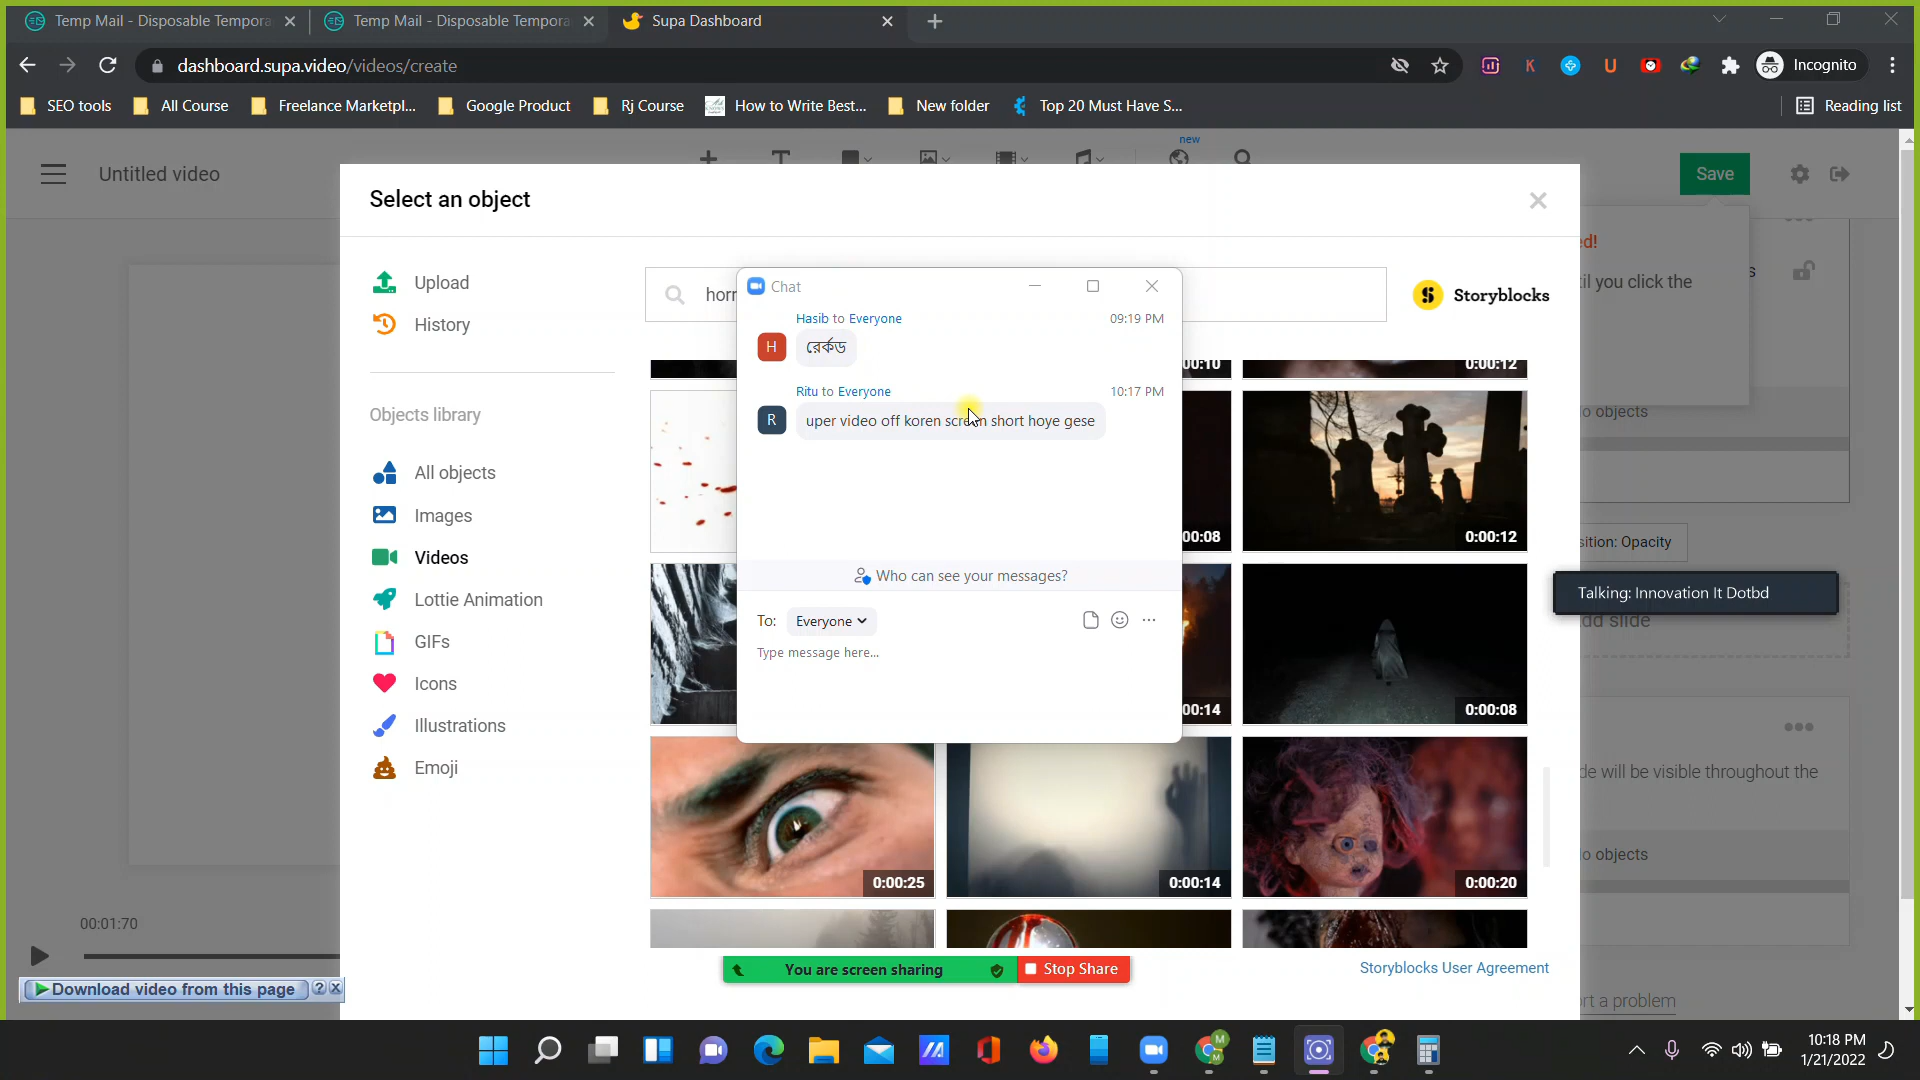 Temp Mail - Disposable Tempora
Temp Mail - Disposable Tempora
Supa Dashboard
dashboard.supa.video/videos/create
Incognito
SEO tools
All Course
Freelance Marketpl...
Google Product
Rj Course
How to Write Best...
New folder
Top 20 Must Have S...
Reading list
Untitled video
new
Save
Select an object
Upload
History
Objects library
All objects
Images
Videos
Lottie Animation
GIFs
Icons
Illustrations
Emoji
horr
Storyblocks
Chat
Hasib to Everyone
09:19 PM
H
রের্কড
Ritu to Everyone
10:17 PM
R
uper video off koren screen short hoye gese
Who can see your messages?
To:
Everyone
Type message here...
00:10
0:00:12
00:08
0:00:12
00:14
0:00:08
0:00:25
0:00:14
0:00:20
ed!
til you click the
o objects
sition: Opacity
Talking: Innovation It Dotbd
dd slide
de will be visible throughout the
o objects
00:01:70
Download video from this page
You are screen sharing
Stop Share
Storyblocks User Agreement
rt a problem
10:18 PM
1/21/2022